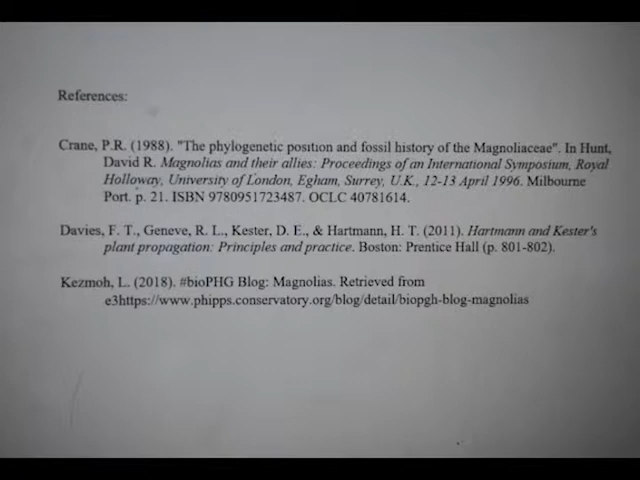 References:
Crane, P.R. (1988). "The phylogenetic position and fossil history of the Magnoliaceae". In Hunt,
David R. Magnolias and their allies: Proceedings of an International Symposium, Royal
Holloway, University of London, Egham, Surrey, U.K., 12-13 April 1996. Milbourne
Port. p. 21. ISBN 9780951723487. OCLC 40781614.
Davies, F. T., Geneve, R. L., Kester, D. E., & Hartmann, H. T. (2011). Hartmann and Kester's
plant propagation: Principles and practice. Boston: Prentice Hall (p. 801-802).
Kezmoh, L. (2018). #bioPHG Blog: Magnolias. Retrieved from
e3https://www.phipps.conservatory.org/blog/detail/biopgh-blog-magnolias